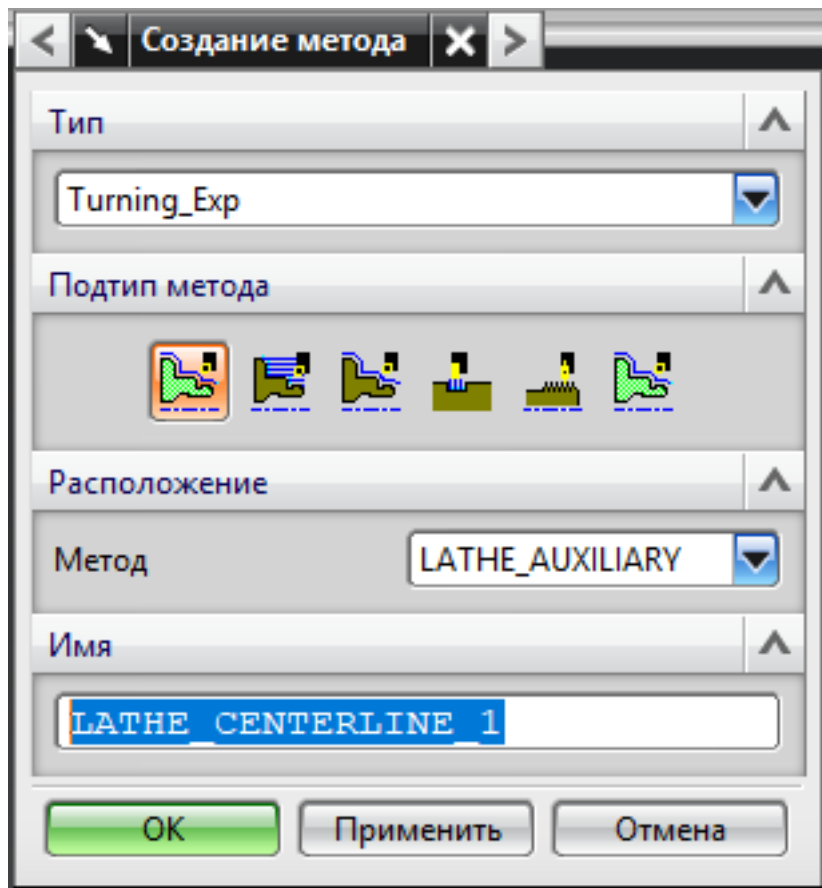 Создание метода
Тип
Turning_Exp
Подтип метода
Расположение
Метод LATHE_AUXILIARY
Имя
LATHE_CENTERLINE_1
OK Применить Отмена